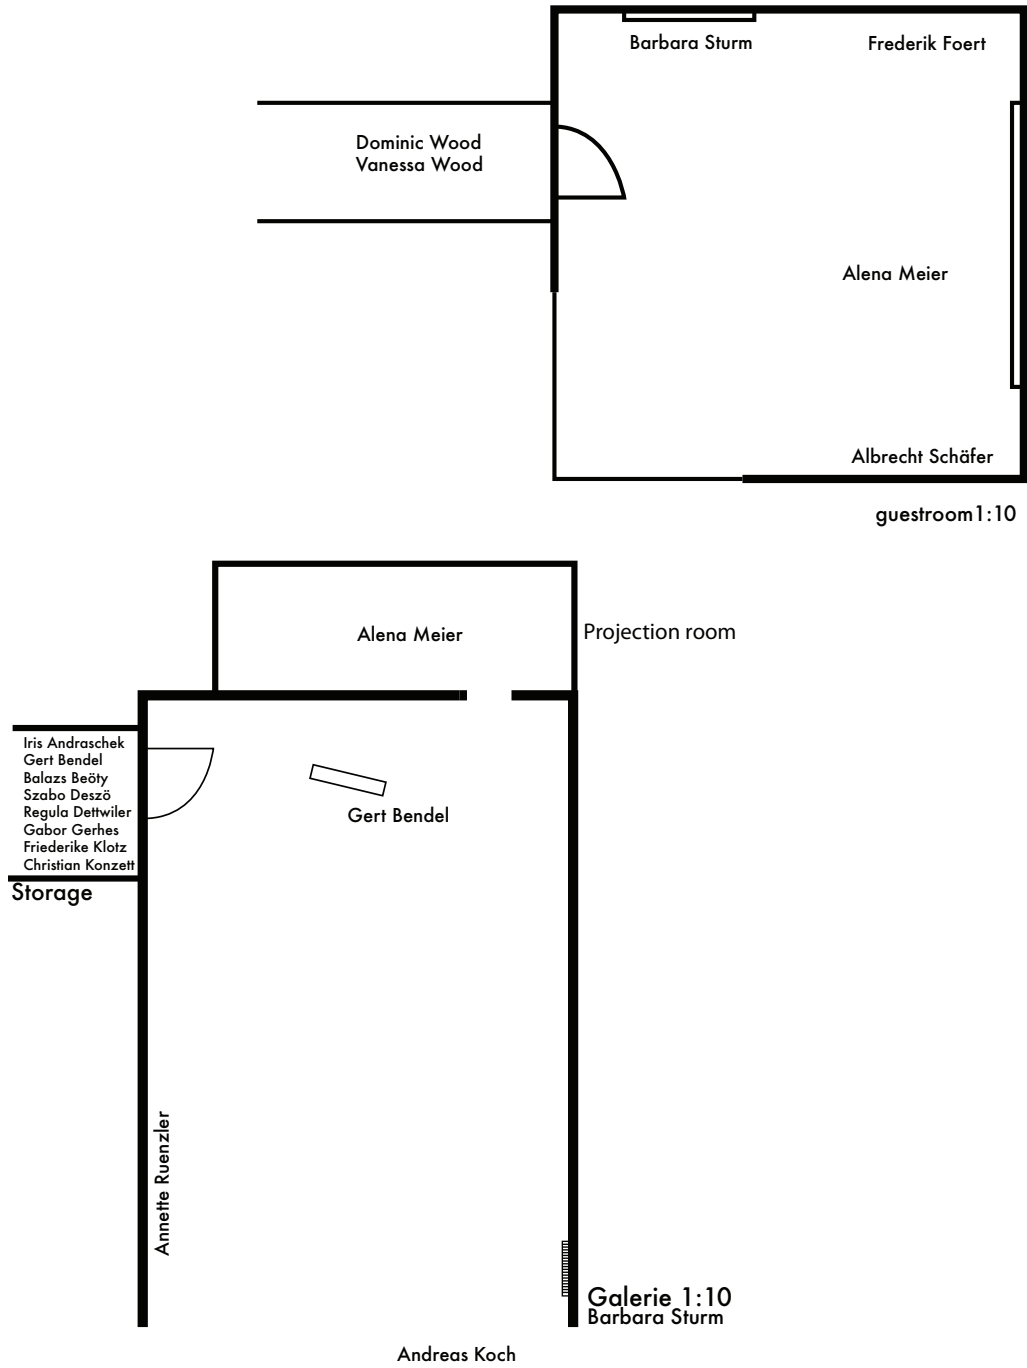 Barbara Sturm
Frederik Foert
Dominic Wood
Vanessa Wood
Alena Meier
Albrecht Schäfer
guestroom1:10
Alena Meier
Projection room
Iris Andraschek
Gert Bendel
Balazs Beöty
Szabo Deszö
Regula Dettwiler
Gabor Gerhes
Friederike Klotz
Christian Konzett
Storage
Gert Bendel
Annette Ruenzler
Galerie 1:10
Barbara Sturm
Andreas Koch